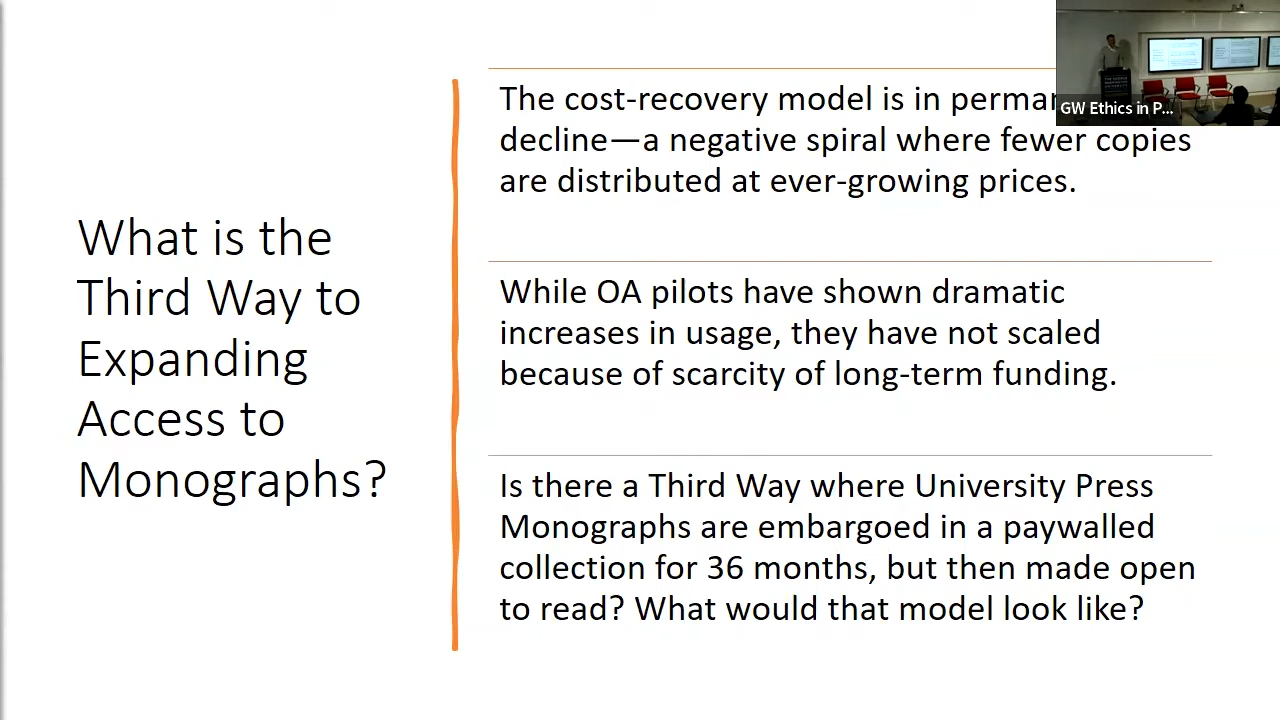 What is the
Third Way to
Expanding
Access to
Monographs?
The cost-recovery model is in
decline—a negative spiral where fewer copies
are distributed at ever-growing prices.
While OA pilots have shown dramatic
increases in usage, they have not scaled
because of scarcity of long-term funding.
Is there a Third Way where University Press
Monographs are embargoed in a paywalled
collection for 36 months, but then made open
to read? What would that model look like?
GW Ethics in P...